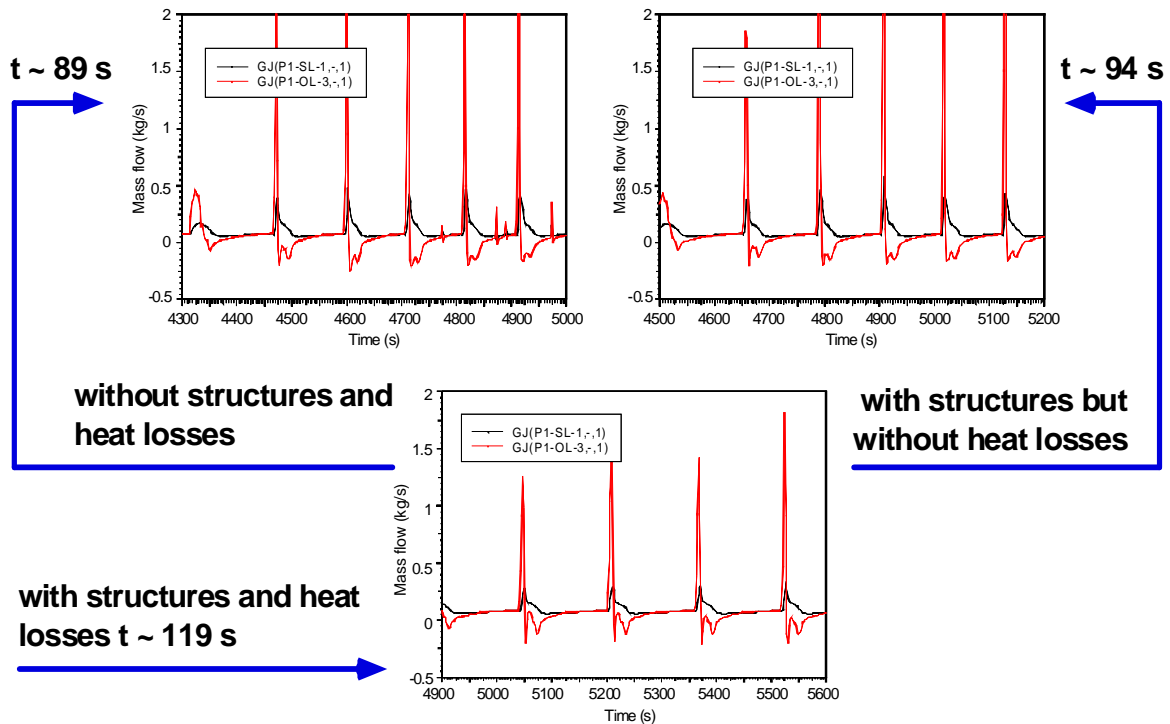 t ~ 89 s
2
1.5
1
0.5
0
-0.5
Mass flow (kg/s)
GJ(P1-SL-1,-,1)
GJ(P1-OL-3,-,1)
4300 4400 4500 4600 4700 4800 4900 5000
Time (s)
2
1.5
1
0.5
0
-0.5
Mass flow (kg/s)
GJ(P1-SL-1,-,1)
GJ(P1-OL-3,-,1)
4500 4600 4700 4800 4900 5000 5100 5200
Time (s)
t ~ 94 s
without structures and
heat losses
with structures but
without heat losses
2
1.5
1
0.5
0
-0.5
Mass flow (kg/s)
GJ(P1-SL-1,-,1)
GJ(P1-OL-3,-,1)
4900 5000 5100 5200 5300 5400 5500 5600
Time (s)
with structures and heat
losses t ~ 119 s